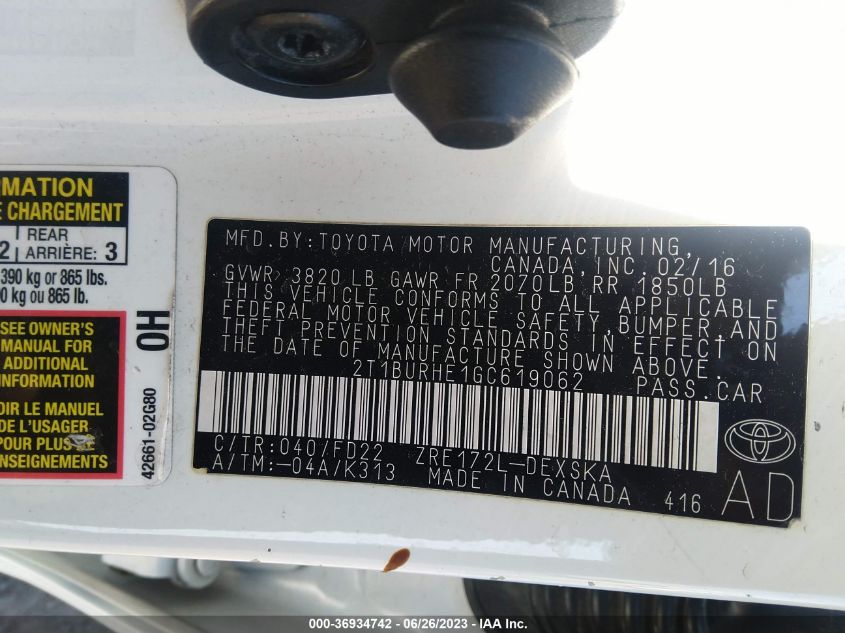 RMATION
E CHARGEMENT
2 | REAR
ARRIÈRE: 3
390 kg or 865 lbs.
0 kg ou 865 lb.
SEE OWNER'S
MANUAL FOR
ADDITIONAL
INFORMATION
OIR LE MANUEL
DE L'USAGER
POUR PLUS
ENSEIGNEMENTS
OH
42661-02G80
MFD.BY:TOYOTA MOTOR MANUFACTURING,
CANADA,INC.02/16
GVWR 3820LB GAWR FR 2070LB,RR 1850LB
THIS VEHICLE CONFORMS TO ALL APPLICABLE
FEDERAL MOTOR VEHICLE SAFETY,BUMPER,AND
THEFT PREVENTION STANDARDS IN EFFECT ON
THE DATE OF MANUFACTURE SHOWN ABOVE.
2T1BURHE1GC619062 PASS.CAR
C/TR:040/FD22 ZRE172L-DEXSKA
A/TM:-04A/K313 MADE IN CANADA 416
AD
000-36934742 - 06/26/2023 - IAA Inc.